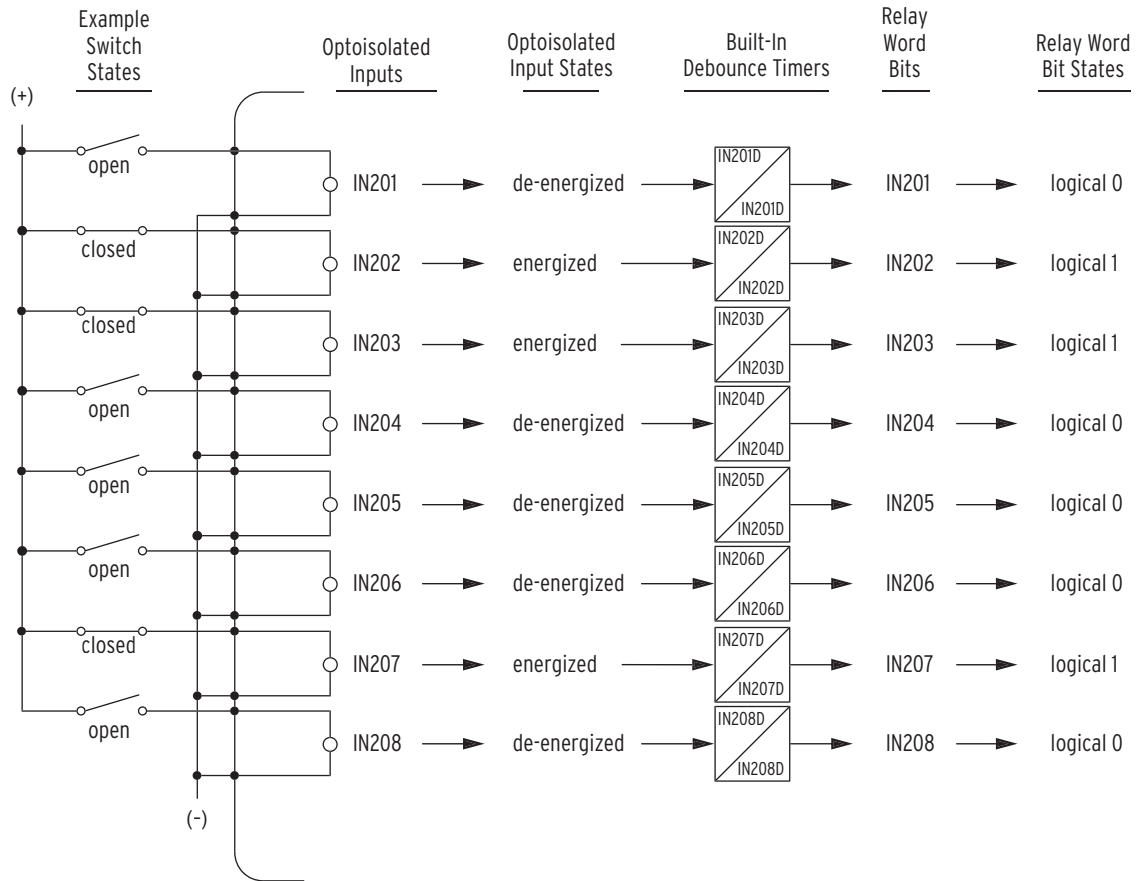 Example
Switch
States
Optoisolated
Inputs
Optoisolated
Input States
Built-In
Debounce Timers
Relay
Word
Bits
Relay Word
Bit States
(+)
open
IN201
de-energized
IN201D
IN201D
IN201
logical 0
closed
IN202
energized
IN202D
IN202D
IN202
logical 1
closed
IN203
energized
IN203D
IN203D
IN203
logical 1
open
IN204
de-energized
IN204D
IN204D
IN204
logical 0
open
IN205
de-energized
IN205D
IN205D
IN205
logical 0
open
IN206
de-energized
IN206D
IN206D
IN206
logical 0
closed
IN207
energized
IN207D
IN207D
IN207
logical 1
open
IN208
de-energized
IN208D
IN208D
IN208
logical 0
(–)